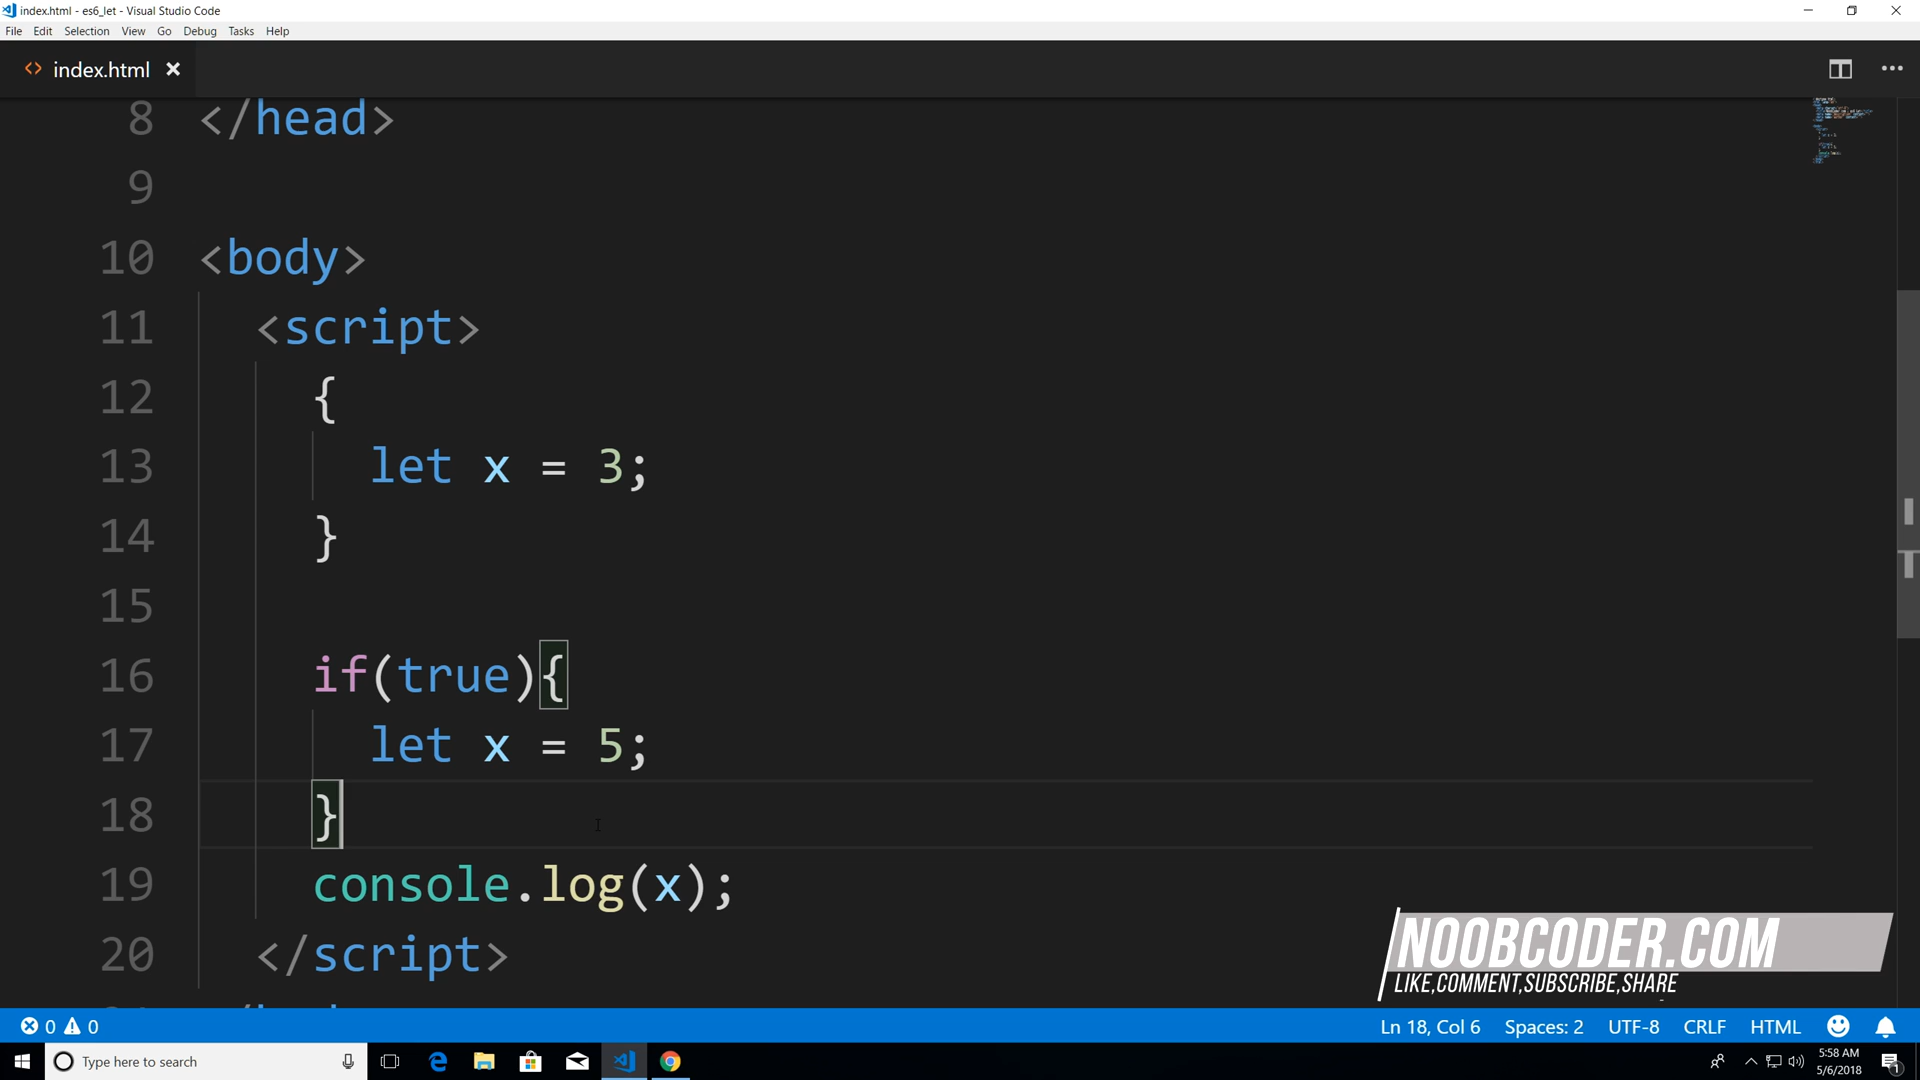 index.html - es6_let - Visual Studio Code
File Edit Selection View Go Debug Tasks Help
<> index.html
8 </head>
9
10 <body>
11 <script>
12 {
13 let x = 3;
14 }
15
16 if(true){
17 let x = 5;
18 }
19 console.log(x);
20 </script>
NOOBCODER.COM
LIKE,COMMENT,SUBSCRIBE,SHARE
0 0 Ln 18, Col 6 Spaces: 2 UTF-8 CRLF HTML
Type here to search
5:58 AM
5/6/2018
1